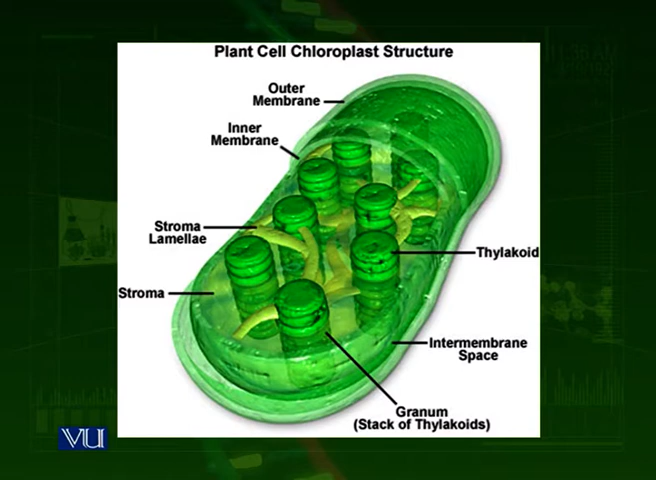 Plant Cell Chloroplast Structure
Outer
Membrane
Inner
Membrane
Stroma
Lamellae
Thylakoid
Stroma
Intermembrane
Space
Granum
(Stack of Thylakoids)
VU